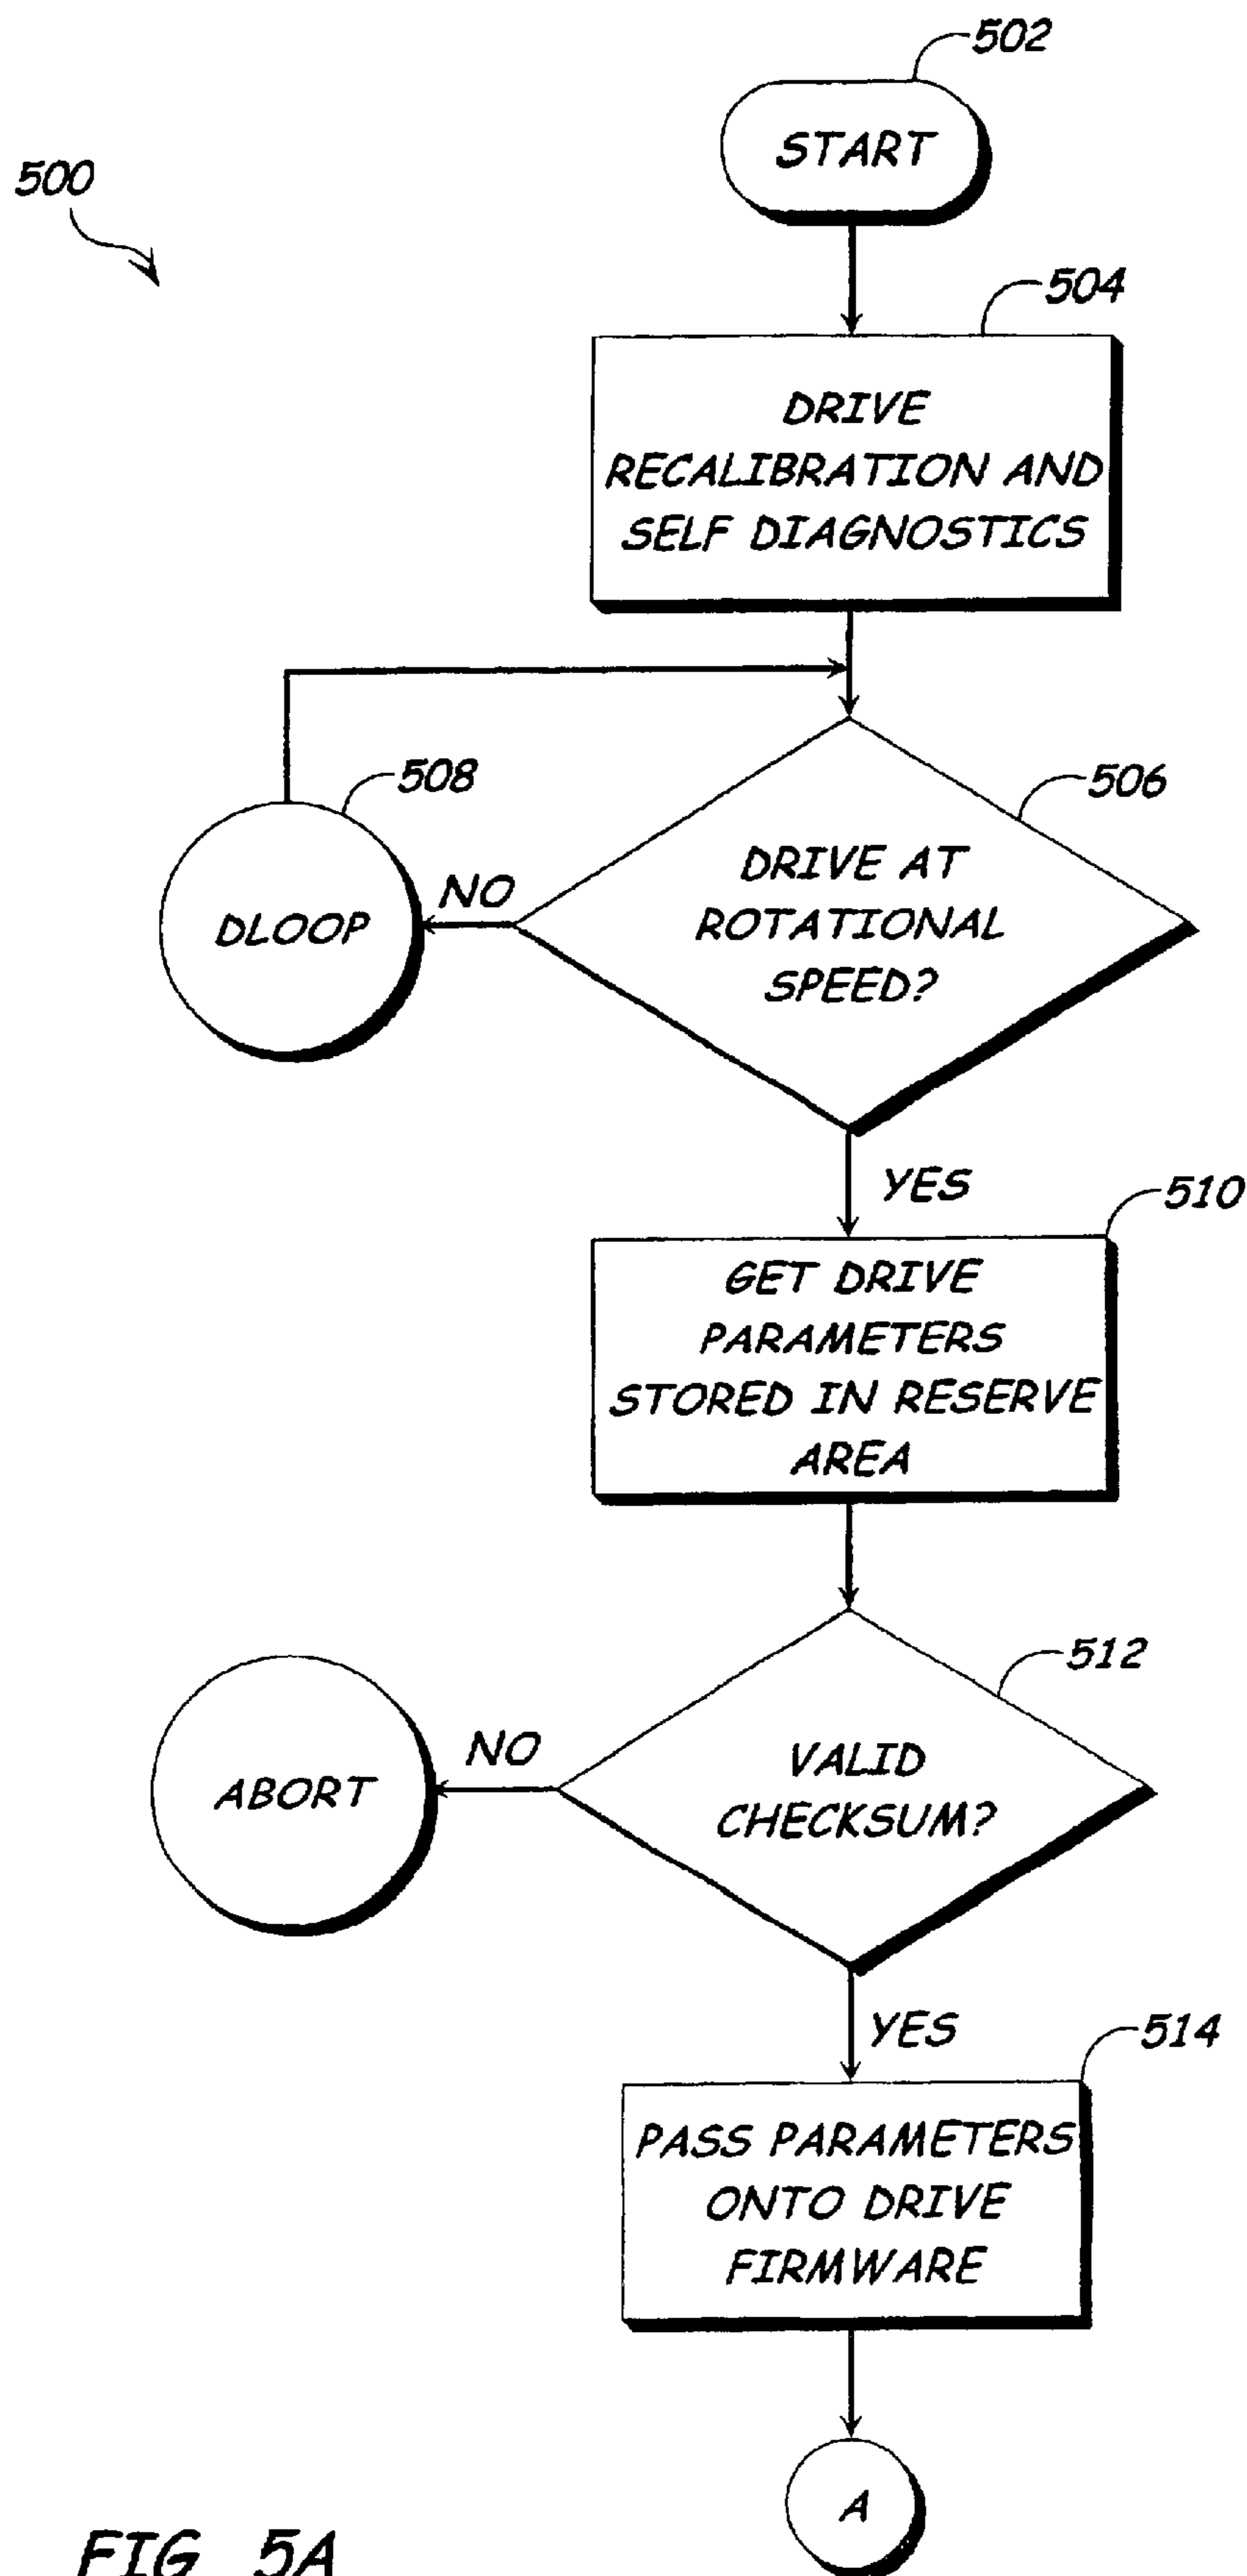 502
START
500
504
DRIVE
RECALIBRATION AND
SELF DIAGNOSTICS
508
506
DRIVE AT
ROTATIONAL
SPEED?
NO
DLOOP
YES
510
GET DRIVE
PARAMETERS
STORED IN RESERVE
AREA
512
VALID
CHECKSUM?
NO
ABORT
YES
514
PASS PARAMETERS
ONTO DRIVE
FIRMWARE
A
FIG 5A